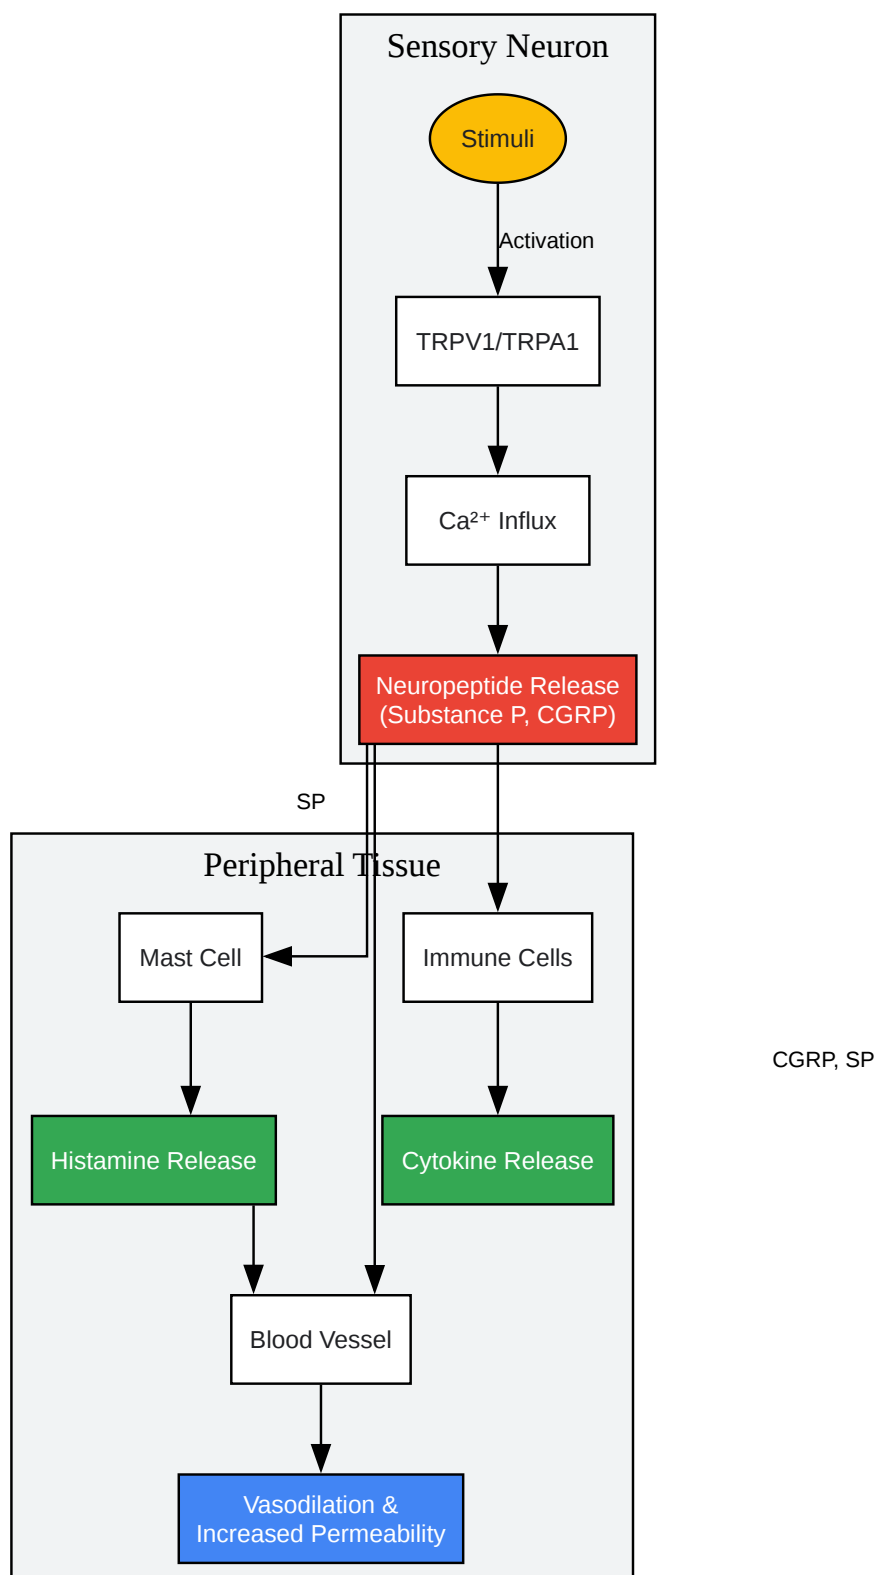 Sensory Neuron
Stimuli
Activation
TRPV1/TRPA1
Ca²⁺ Influx
Neuropeptide Release
(Substance P, CGRP)
SP
Peripheral Tissue
Mast Cell
Immune Cells
CGRP, SP
Histamine Release
Cytokine Release
Blood Vessel
Vasodilation &
Increased Permeability